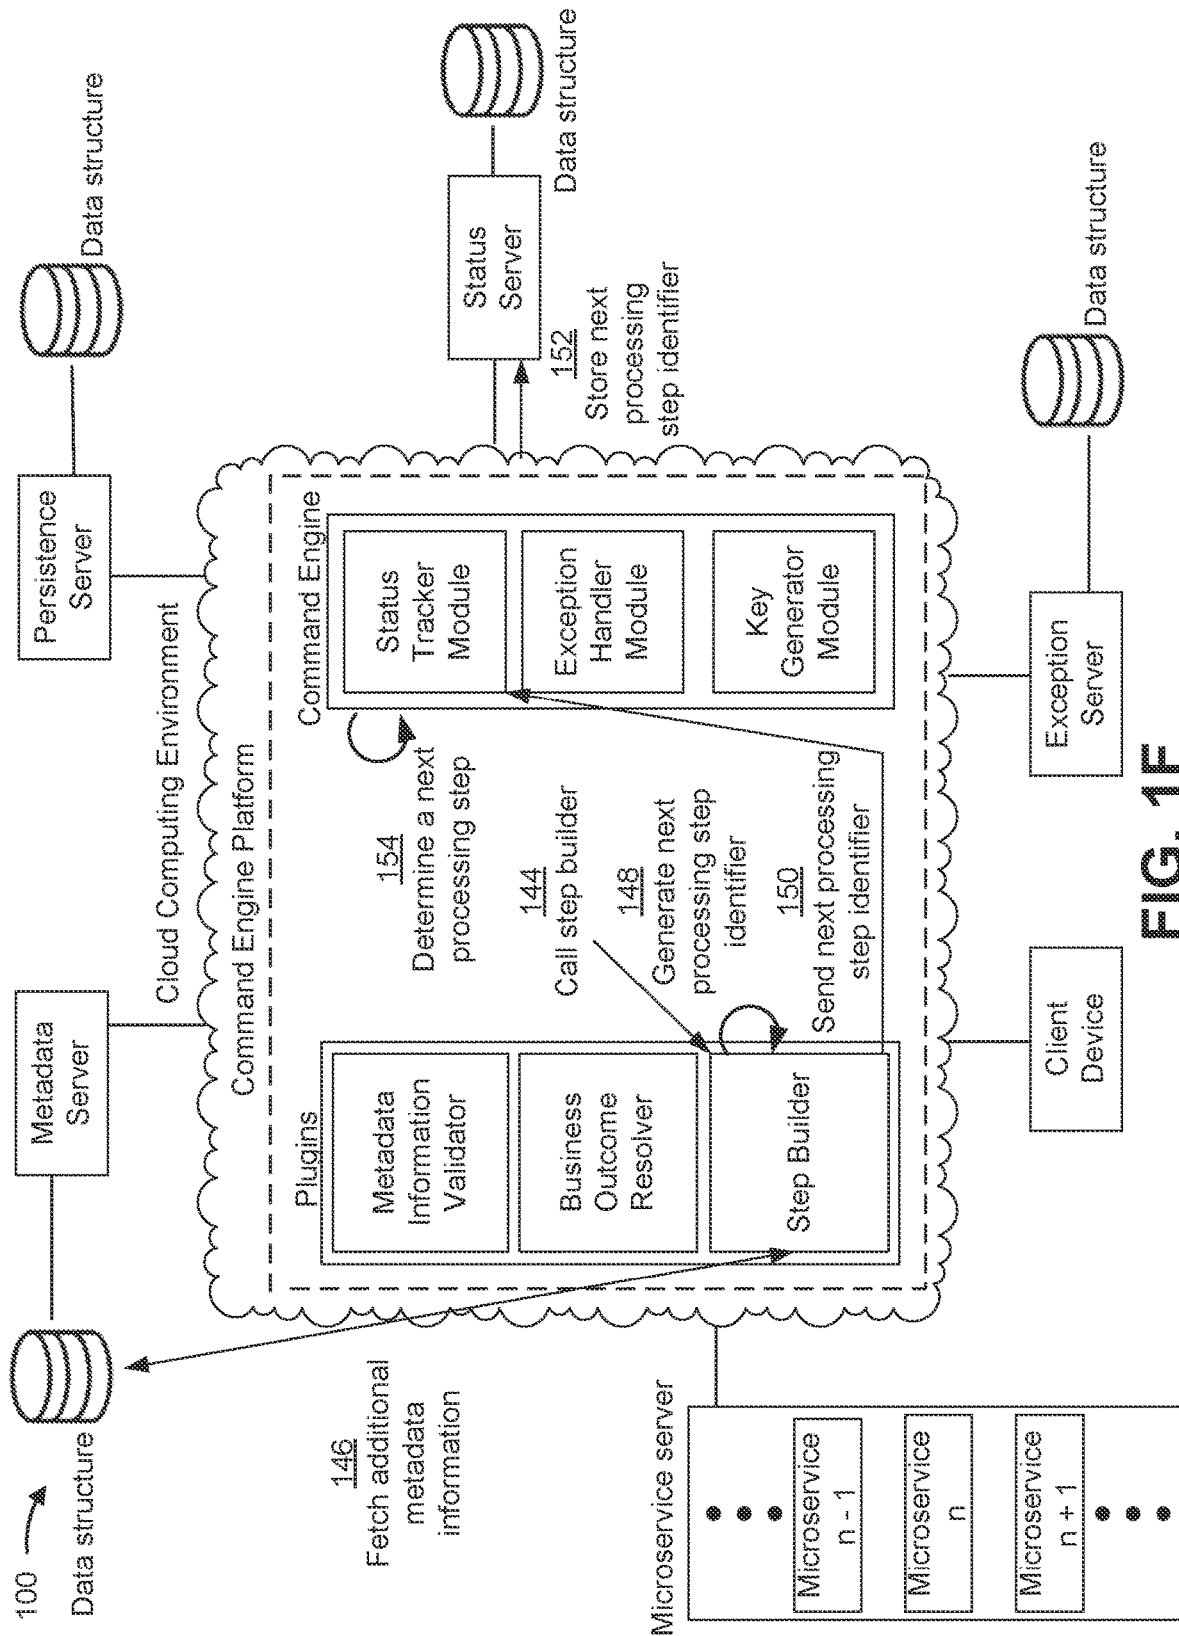 100
Data structure
Metadata
Server
Cloud Computing Environment
Persistence
Server
Data structure
Command Engine Platform
146
Fetch additional
metadata
information
Plugins
Metadata
Information
Validator
Business
Outcome
Resolver
Step Builder
154
Determine a next
processing step
144
Call step builder
148
Generate next
processing step
identifier
150
Send next processing
step identifier
Command Engine
Status
Tracker
Module
Exception
Handler
Module
Key
Generator
Module
Status
Server
Data structure
152
Store next
processing
step identifier
Microservice server
Microservice
n - 1
Microservice
n
Microservice
n + 1
Client
Device
Exception
Server
Data structure
FIG. 1F